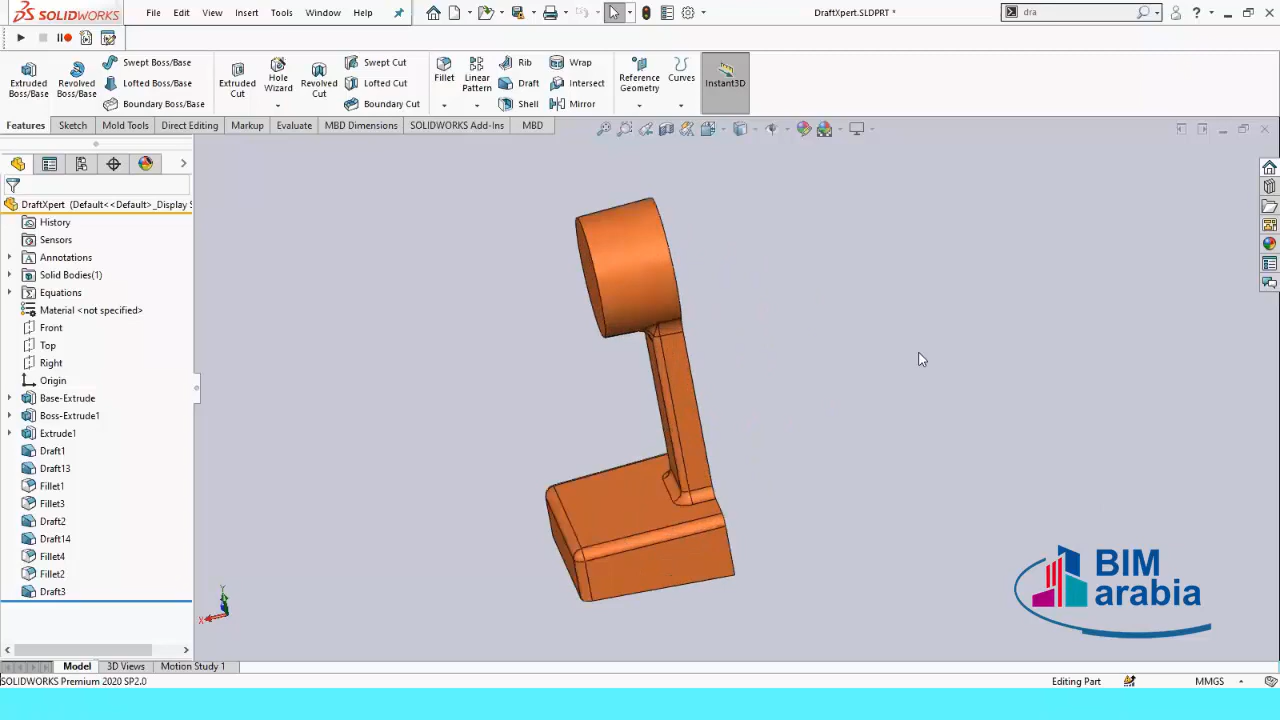 SOLIDWORKS
File Edit View Insert Tools Window Help
DraftXpert.SLDPRT *
dra
Extruded Boss/Base
Revolved Boss/Base
Swept Boss/Base
Lofted Boss/Base
Boundary Boss/Base
Extruded Cut
Hole Wizard
Revolved Cut
Swept Cut
Lofted Cut
Boundary Cut
Fillet
Linear Pattern
Rib
Draft
Shell
Wrap
Intersect
Mirror
Reference Geometry
Curves
Instant3D
Features Sketch Mold Tools Direct Editing Markup Evaluate MBD Dimensions SOLIDWORKS Add-Ins MBD
DraftXpert (Default<<Default>_Display S
History
Sensors
Annotations
Solid Bodies(1)
Equations
Material <not specified>
Front
Top
Right
Origin
Base-Extrude
Boss-Extrude1
Extrude1
Draft1
Draft13
Fillet1
Fillet3
Draft2
Draft14
Fillet4
Fillet2
Draft3
Y
X
BIM
arabia
Model 3D Views Motion Study 1
SOLIDWORKS Premium 2020 SP2.0
Editing Part
MMGS